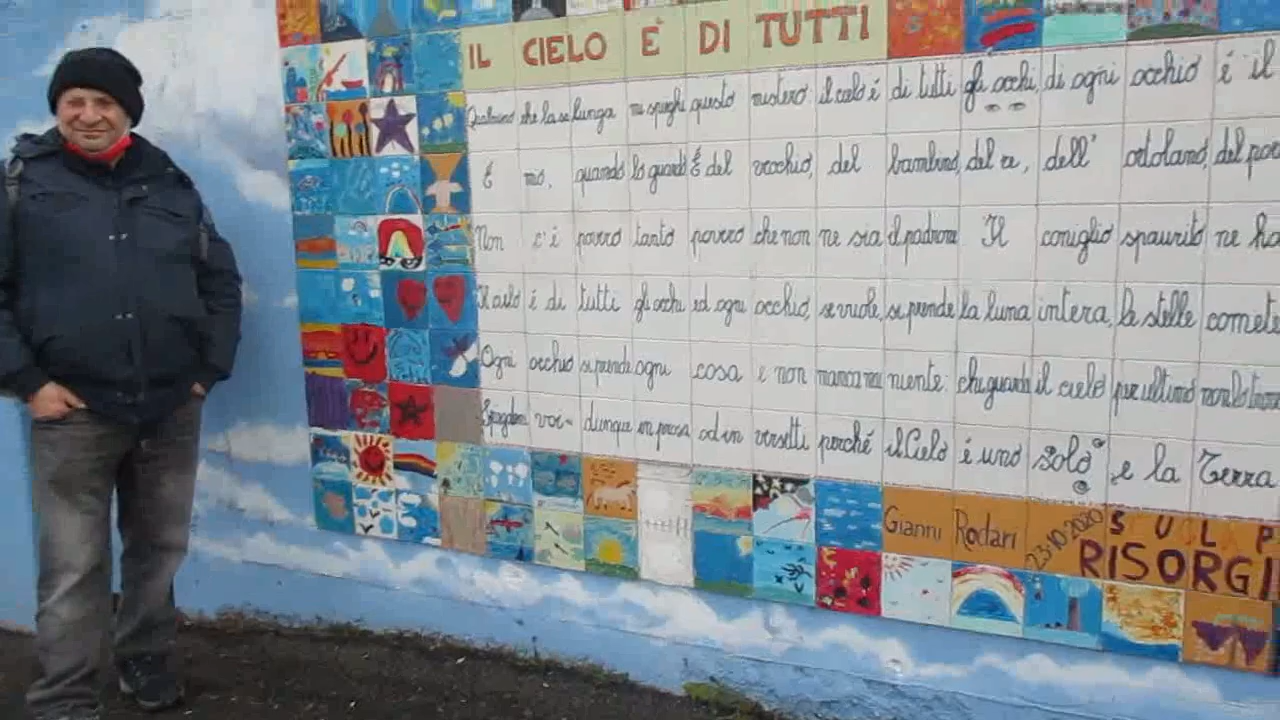 IL CIELO È DI TUTTI
Qualcuno che la sa lunga mi spieghi questo mistero: il cielo è di tutti gli occhi, di ogni occhio è il
È mio, quando lo guardo. È del vecchio, del bambino, del re, dell' ortolano, del poe
Non c'è povero tanto povero che non ne sia il padrone. Il coniglio spaurito ne ha
Il cielo è di tutti gli occhi ed ogni occhio, se vuole, se prende la luna intera, le stelle comete
Ogni occhio si prende ogni cosa e non manca mai niente: chi guarda il cielo per ultimo non lo trova
Spiegatemi voi dunque in prosa od in versetti perché il Cielo è uno solo e la Terra
Gianni Rodari 23·10·2020 SUL P
RISORGI